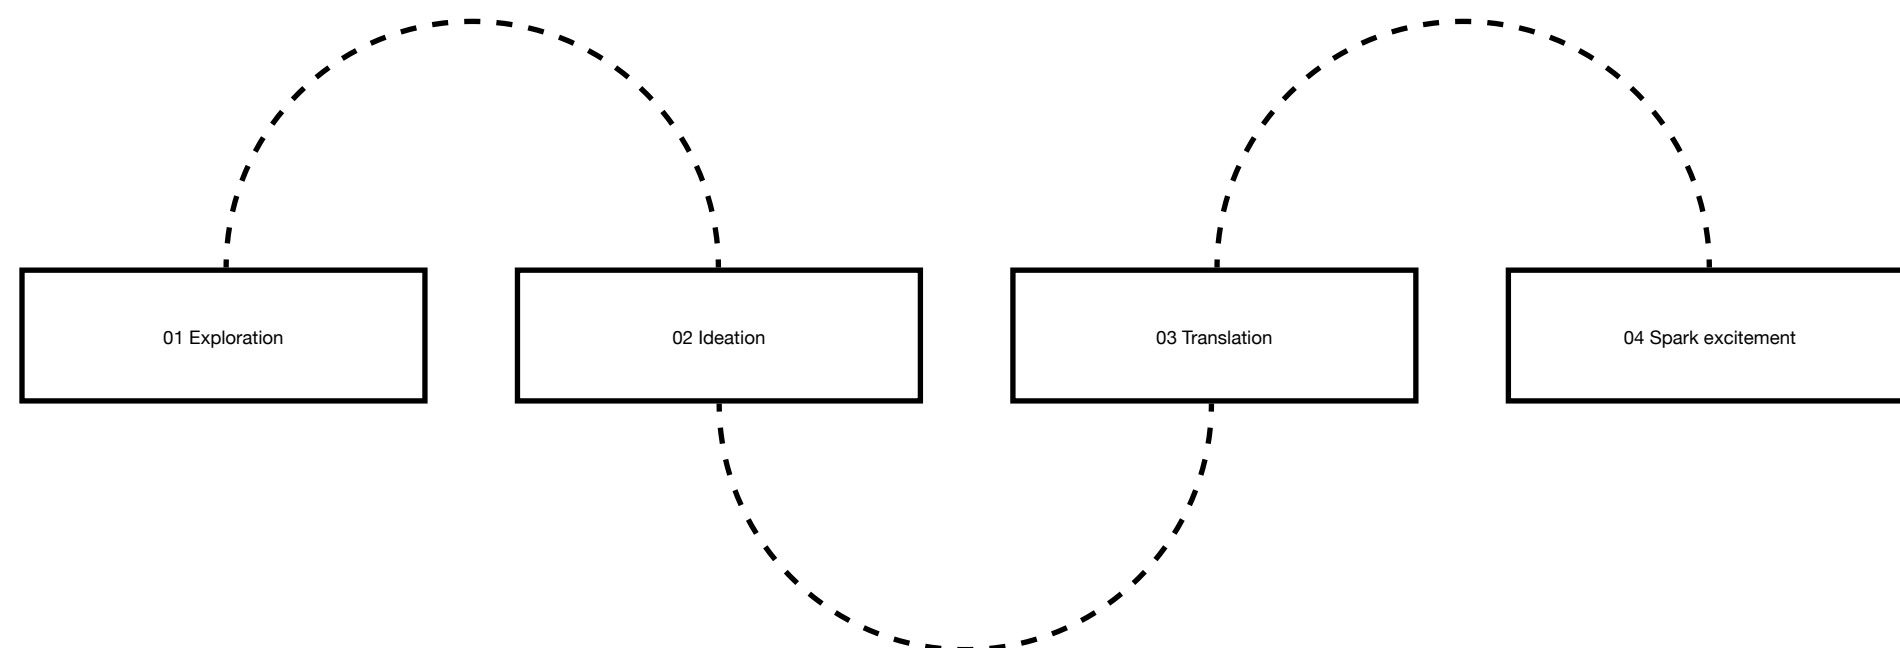 01 Exploration
02 Ideation
03 Translation
04 Spark excitement